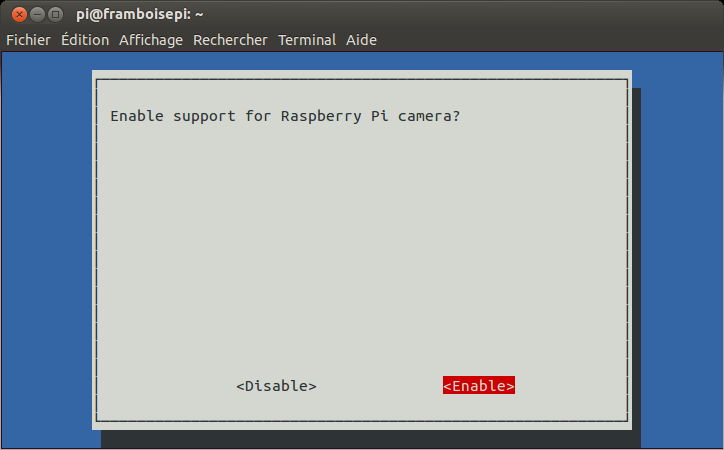 pi@framboisepi: ~
Fichier Édition Affichage Rechercher Terminal Aide
Enable support for Raspberry Pi camera?
<Disable> <Enable>